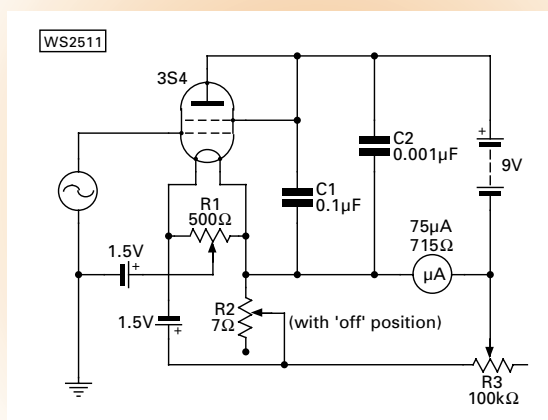 WS2511
3S4
C2
0.001µF
+
9V
C1
0.1µF
R1
500Ω
75µA
715Ω
µA
1.5V
+
R2
7Ω
(with 'off' position)
1.5V
+
R3
100kΩ